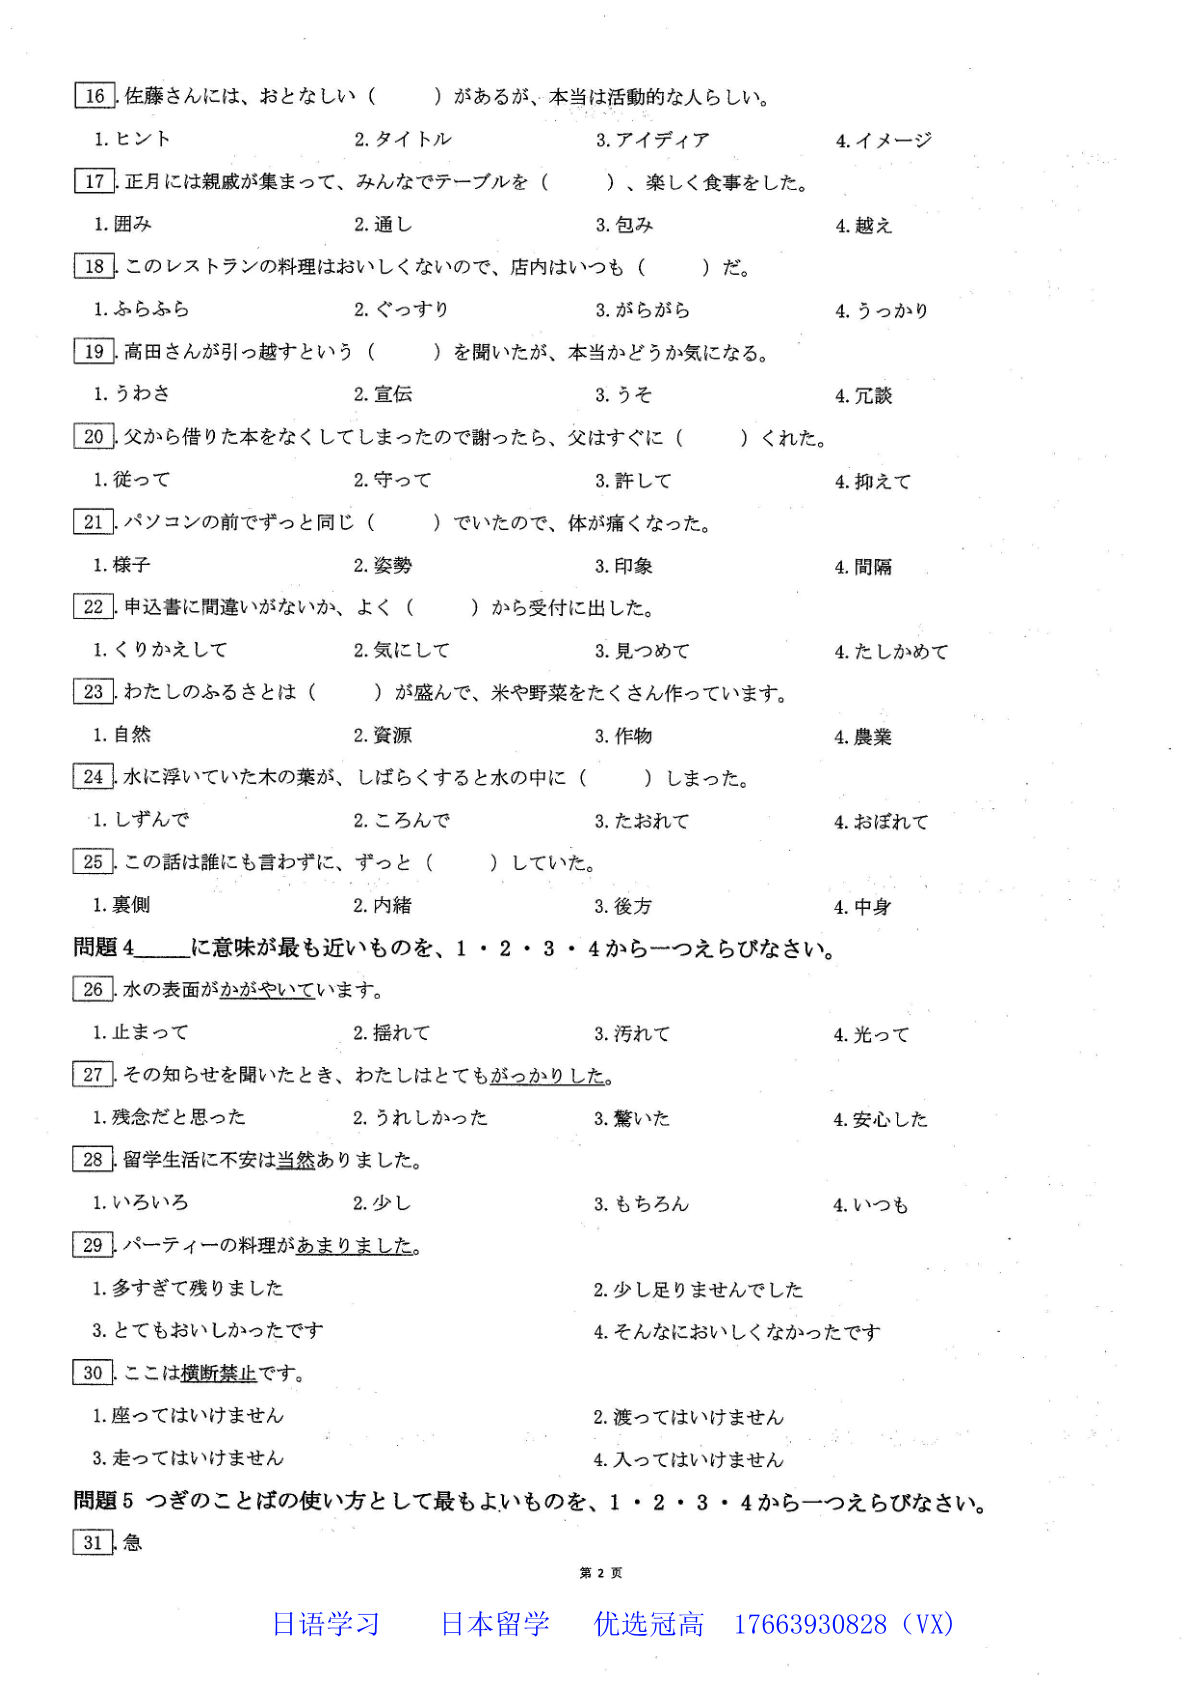 16.佐藤さんには、おとなしい（　　）があるが、本当は活動的な人らしい。
1.ヒント 2.タイトル 3.アイディア 4.イメージ
17.正月には親戚が集まって、みんなでテーブルを（　　）、楽しく食事をした。
1.囲み 2.通し 3.包み 4.越え
18.このレストランの料理はおいしくないので、店内はいつも（　　）だ。
1.ふらふら 2.ぐっすり 3.がらがら 4.うっかり
19.高田さんが引っ越すという（　　）を聞いたが、本当かどうか気になる。
1.うわさ 2.宣伝 3.うそ 4.冗談
20.父から借りた本をなくしてしまったので謝ったら、父はすぐに（　　）くれた。
1.従って 2.守って 3.許して 4.抑えて
21.パソコンの前でずっと同じ（　　）でいたので、体が痛くなった。
1.様子 2.姿勢 3.印象 4.間隔
22.申込書に間違いがないか、よく（　　）から受付に出した。
1.くりかえして 2.気にして 3.見つめて 4.たしかめて
23.わたしのふるさとは（　　）が盛んで、米や野菜をたくさん作っています。
1.自然 2.資源 3.作物 4.農業
24.水に浮いていた木の葉が、しばらくすると水の中に（　　）しまった。
1.しずんで 2.ころんで 3.たおれて 4.おぼれて
25.この話は誰にも言わずに、ずっと（　　）していた。
1.裏側 2.内緒 3.後方 4.中身
問題4_____に意味が最も近いものを、1・2・3・4から一つえらびなさい。
26.水の表面がかがやいています。
1.止まって 2.揺れて 3.汚れて 4.光って
27.その知らせを聞いたとき、わたしはとてもがっかりした。
1.残念だと思った 2.うれしかった 3.驚いた 4.安心した
28.留学生活に不安は当然ありました。
1.いろいろ 2.少し 3.もちろん 4.いつも
29.パーティーの料理があまりました。
1.多すぎて残りました 2.少し足りませんでした
3.とてもおいしかったです 4.そんなにおいしくなかったです
30.ここは横断禁止です。
1.座ってはいけません 2.渡ってはいけません
3.走ってはいけません 4.入ってはいけません
問題5 つぎのことばの使い方として最もよいものを、1・2・3・4から一つえらびなさい。
31.急
第 2 页
日语学习 日本留学 优选冠高 17663930828（VX)